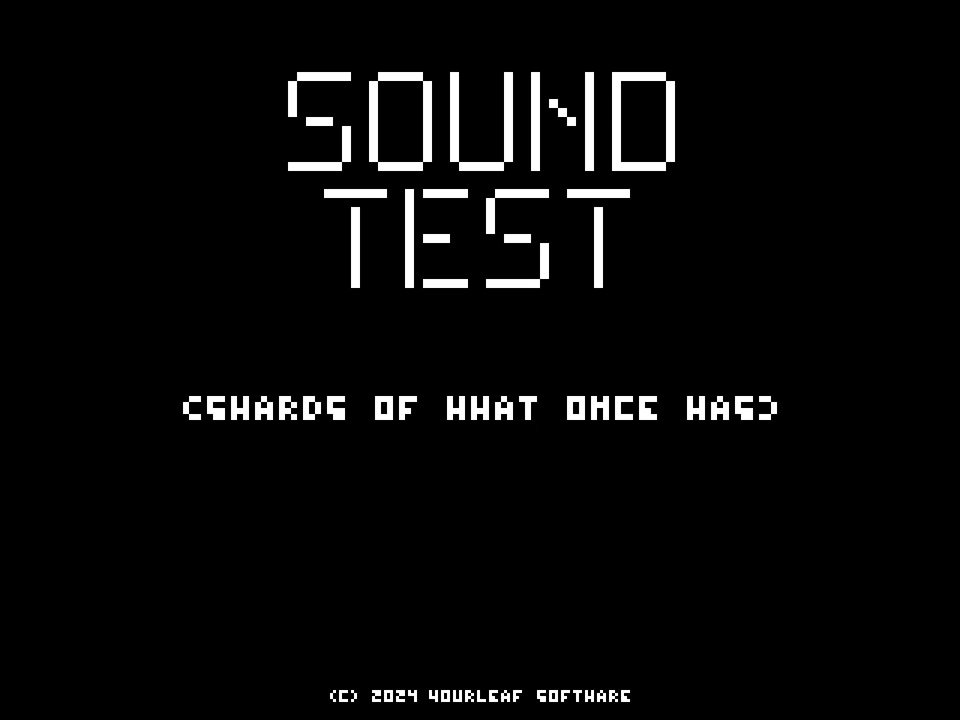 SOUND
TEST
(SHARDS OF WHAT ONCE WAS)
(C) 2024 YOURLEAF SOFTWARE